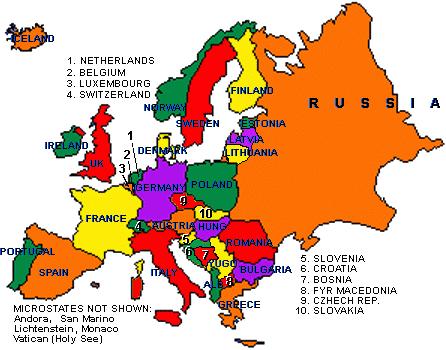 ICELAND
1. NETHERLANDS
2. BELGIUM
3. LUXEMBOURG
4. SWITZERLAND
NORWAY
SWEDEN
FINLAND
RUSSIA
ESTONIA
LATVIA
LITHUANIA
IRELAND
UK
1
2
3
DENMARK
GERMANY
POLAND
9
FRANCE
4
AUSTRIA
10
HUNG
5
6
7
YUGO
ROMANIA
BULGARIA
PORTUGAL
SPAIN
ITALY
ALB
8
GREECE
5. SLOVENIA
6. CROATIA
7. BOSNIA
8. FYR MACEDONIA
9. CZHECH REP.
10. SLOVAKIA
MICROSTATES NOT SHOWN:
Andora, San Marino
Lichtenstein, Monaco
Vatican (Holy See)